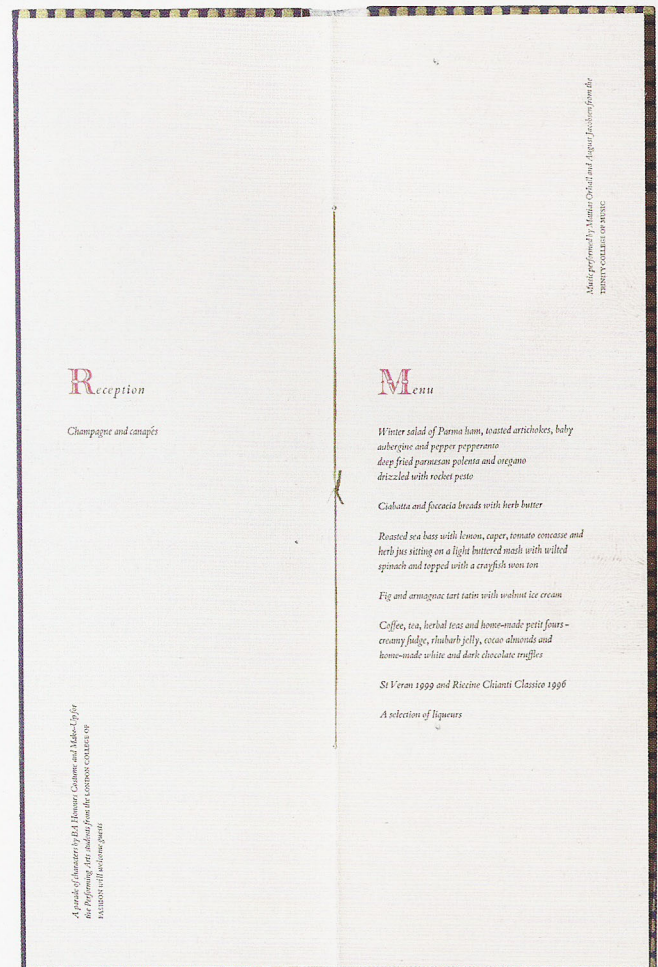 Reception
Champagne and canapés
A parade of characters by BA Honours Costume and Make-Up for
the Performing Arts students from the LONDON COLLEGE OF
FASHION will welcome guests
Music performed by Mattias Orhall and August Jacobsen from the
TRINITY COLLEGE OF MUSIC
Menu
Winter salad of Parma ham, toasted artichokes, baby
aubergine and pepper pepperanto
deep fried parmesan polenta and oregano
drizzled with rocket pesto
Ciabatta and foccacia breads with herb butter
Roasted sea bass with lemon, caper, tomato concasse and
herb jus sitting on a light buttered mash with wilted
spinach and topped with a crayfish won ton
Fig and armagnac tart tatin with walnut ice cream
Coffee, tea, herbal teas and home-made petit fours –
creamy fudge, rhubarb jelly, cocao almonds and
home-made white and dark chocolate truffles
St Veran 1999 and Riecine Chianti Classico 1996
A selection of liqueurs